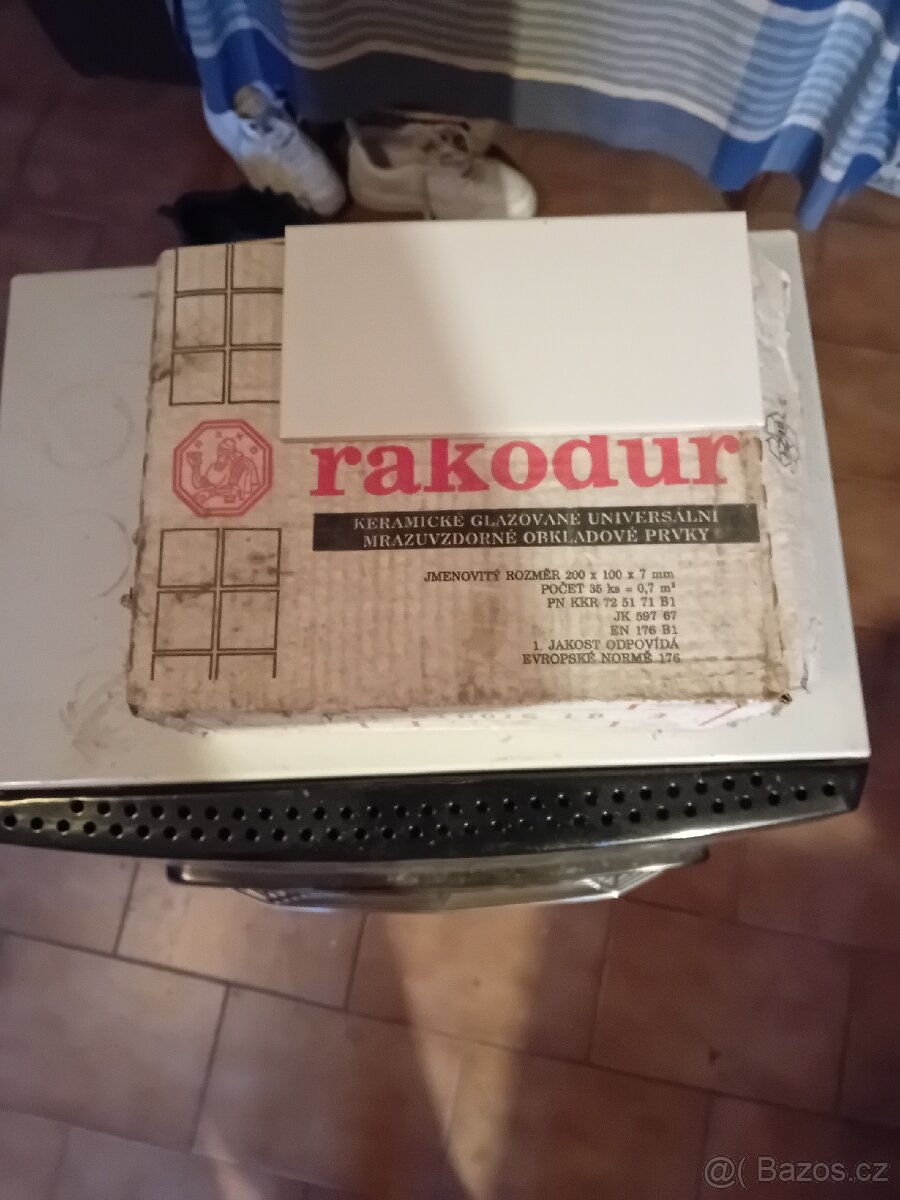 rakodur
KERAMICKÉ GLAZOVANÉ UNIVERSÁLNÍ
MRAZUVZDORNÉ OBKLADOVÉ PRVKY
JMENOVITÝ ROZMĚR 200 x 100 x 7 mm
POČET 35 ks = 0,7 m²
PN KKR 72 51 71 B1
JK 597 67
EN 176 B1
1. JAKOST ODPOVÍDÁ
EVROPSKÉ NORMĚ 176
@( Bazos.cz